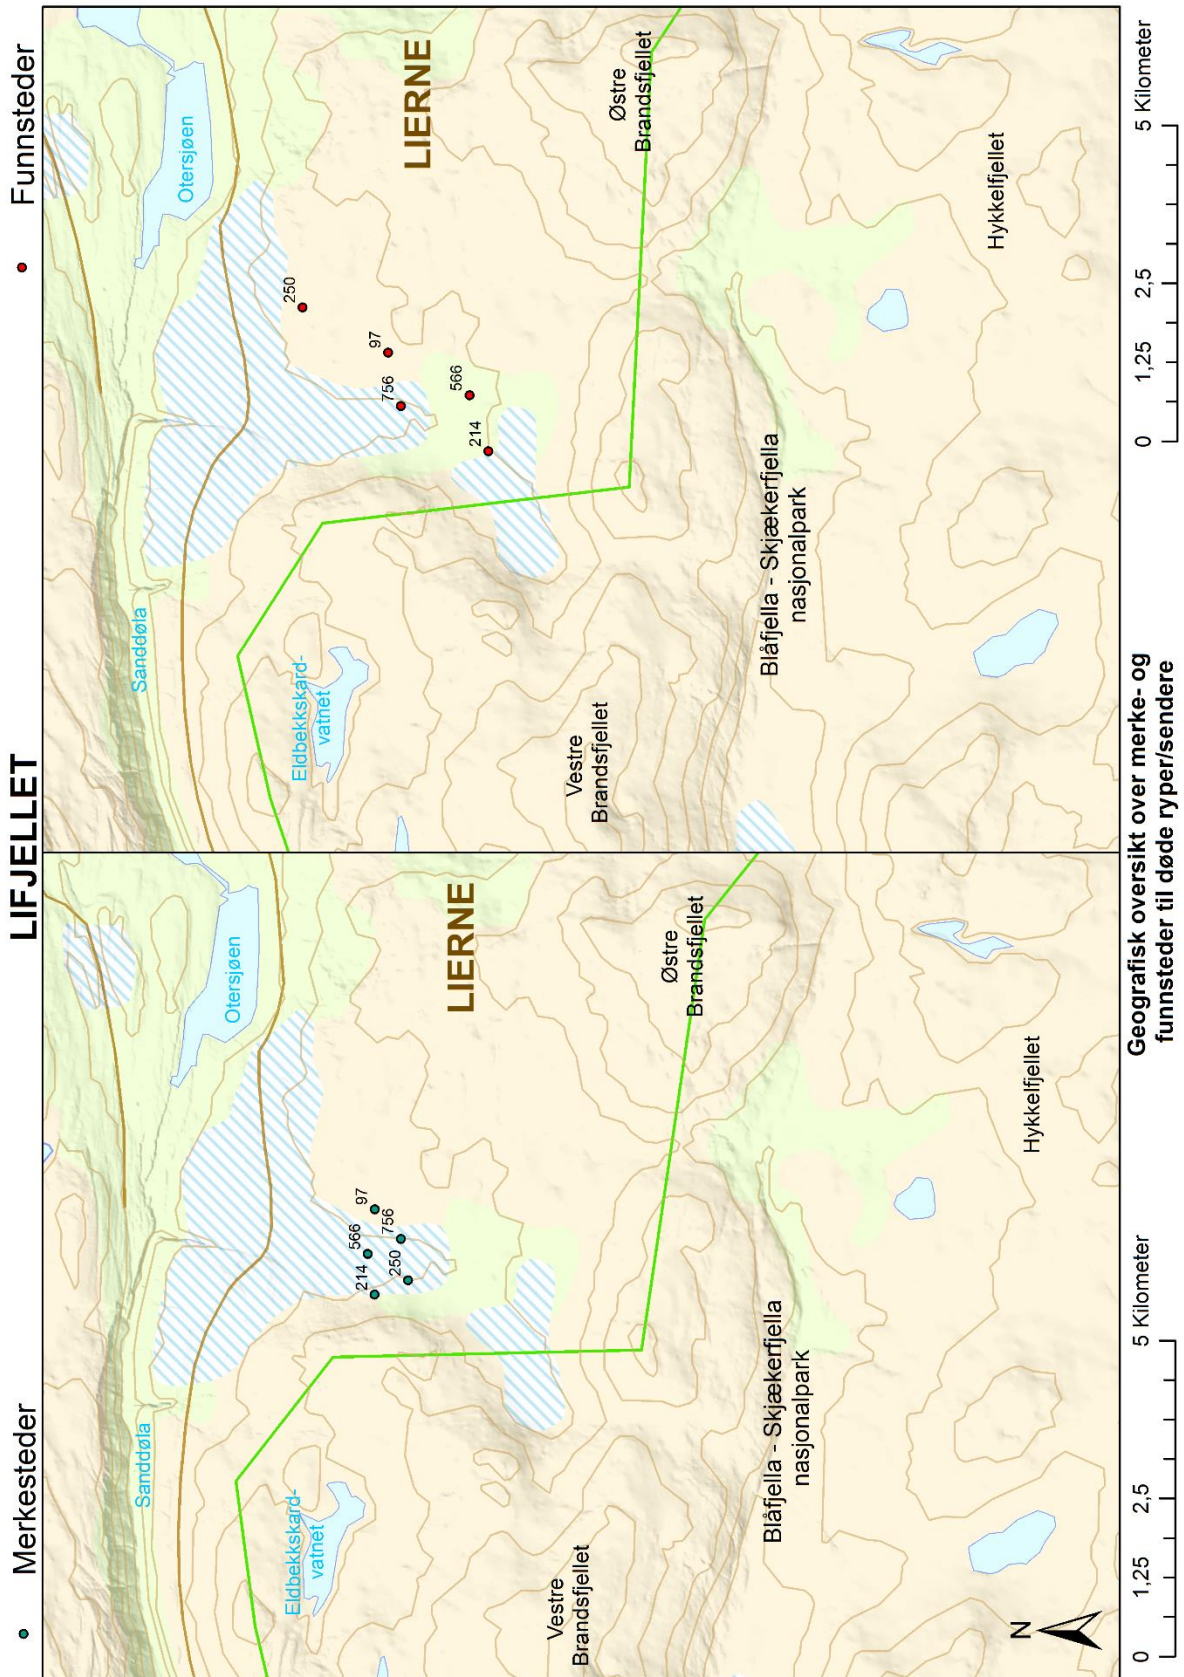 LIFJELLET
Merkesteder
Funnsteder
Sanddøla
Otersjøen
Eldbekkskard-
vatnet
LIERNE
214
566
97
250
756
Vestre
Brandsfjellet
Østre
Brandsfjellet
Blåfjella - Skjækerfjella
nasjonalpark
Hykkelfjellet
N
0
1,25
2,5
5 Kilometer
Sanddøla
Otersjøen
Eldbekkskard-
vatnet
LIERNE
250
97
756
566
214
Vestre
Brandsfjellet
Østre
Brandsfjellet
Blåfjella - Skjækerfjella
nasjonalpark
Hykkelfjellet
0
1,25
2,5
5 Kilometer
Geografisk oversikt over merke- og
funnsteder til døde ryper/sendere